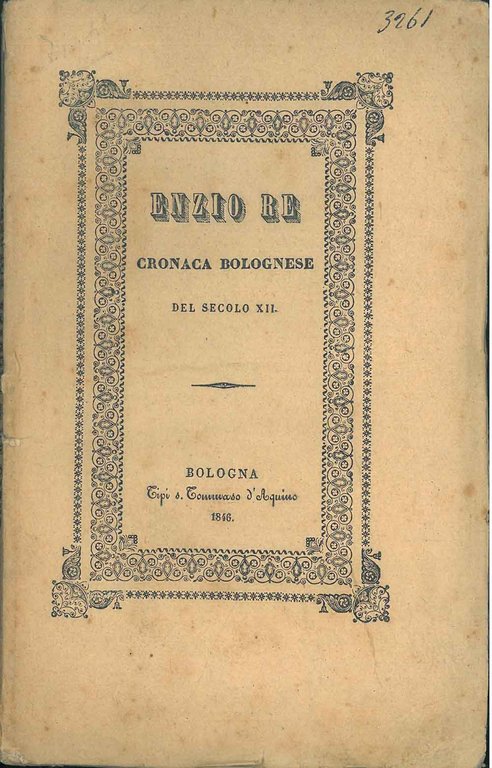 3261
ENZIO RE
CRONACA BOLOGNESE
DEL SECOLO XII.
BOLOGNA
Tipi s. Tommaso d'Aquino
1846.